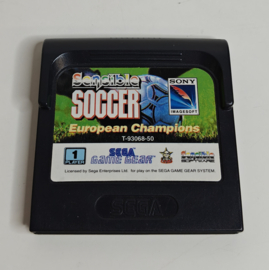 Sensible
SOCCER
SONY
IMAGESOFT
European Champions
T-93068-50
1
PLAYER
SEGA
GAME GEAR
Licensed by Sega Enterprises Ltd. for play on the SEGA GAME GEAR SYSTEM.
SEGA